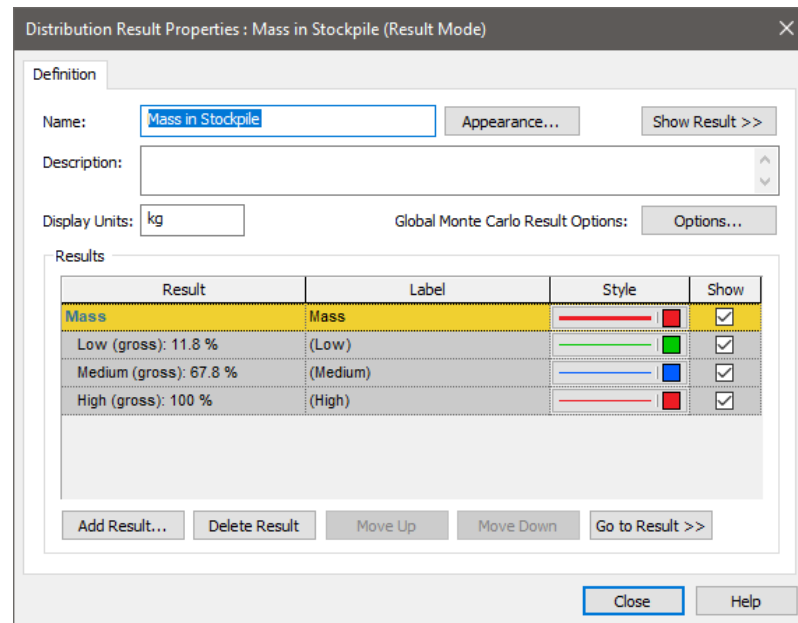 Distribution Result Properties : Mass in Stockpile (Result Mode)
Definition
Name: Mass in Stockpile Appearance... Show Result >>
Description:
Display Units: kg Global Monte Carlo Result Options: Options...
Results
Result Label Style Show
Mass Mass
Low (gross): 11.8 % (Low)
Medium (gross): 67.8 % (Medium)
High (gross): 100 % (High)
Add Result... Delete Result Move Up Move Down Go to Result >>
Close Help